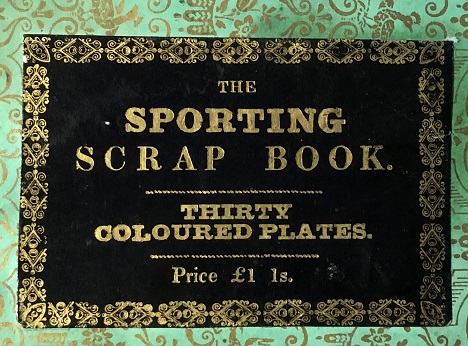 THE
SPORTING
SCRAP BOOK.
THIRTY
COLOURED PLATES.
Price £1 1s.